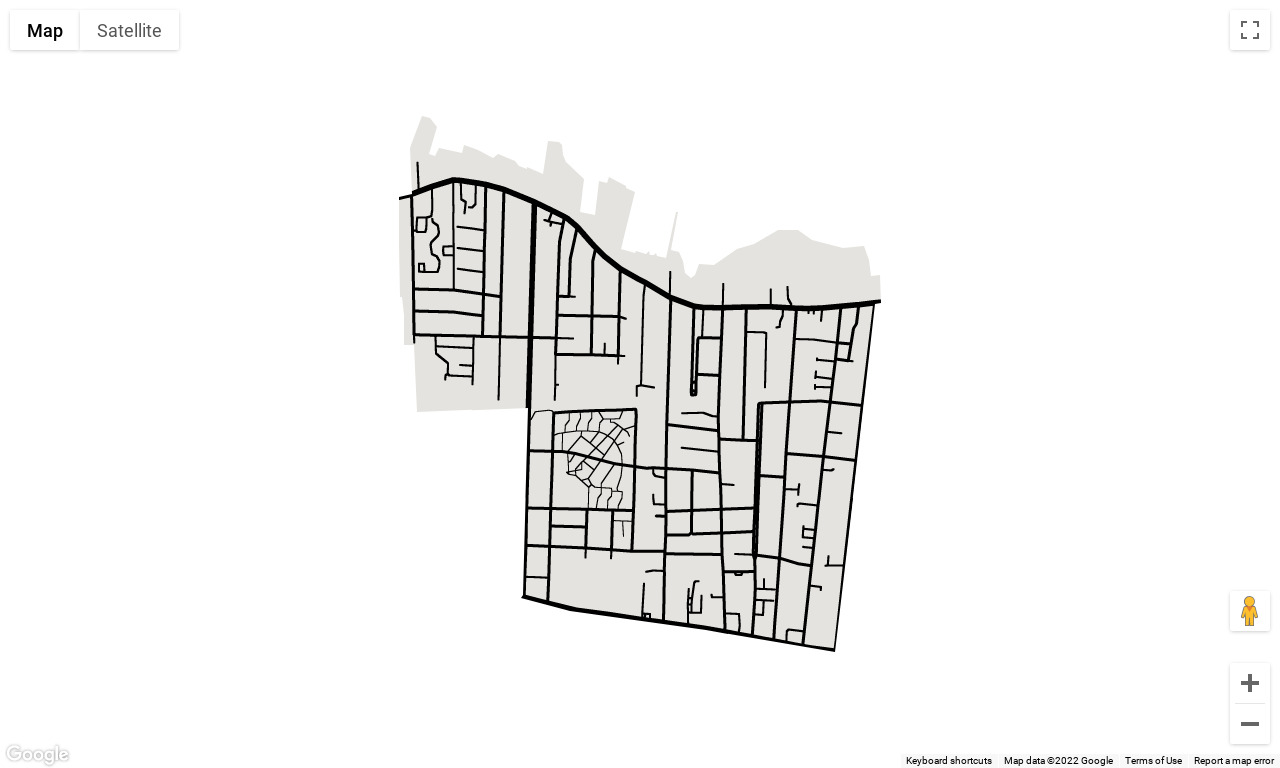 Map
Satellite
Google
Keyboard shortcuts
Map data ©2022 Google
Terms of Use
Report a map error